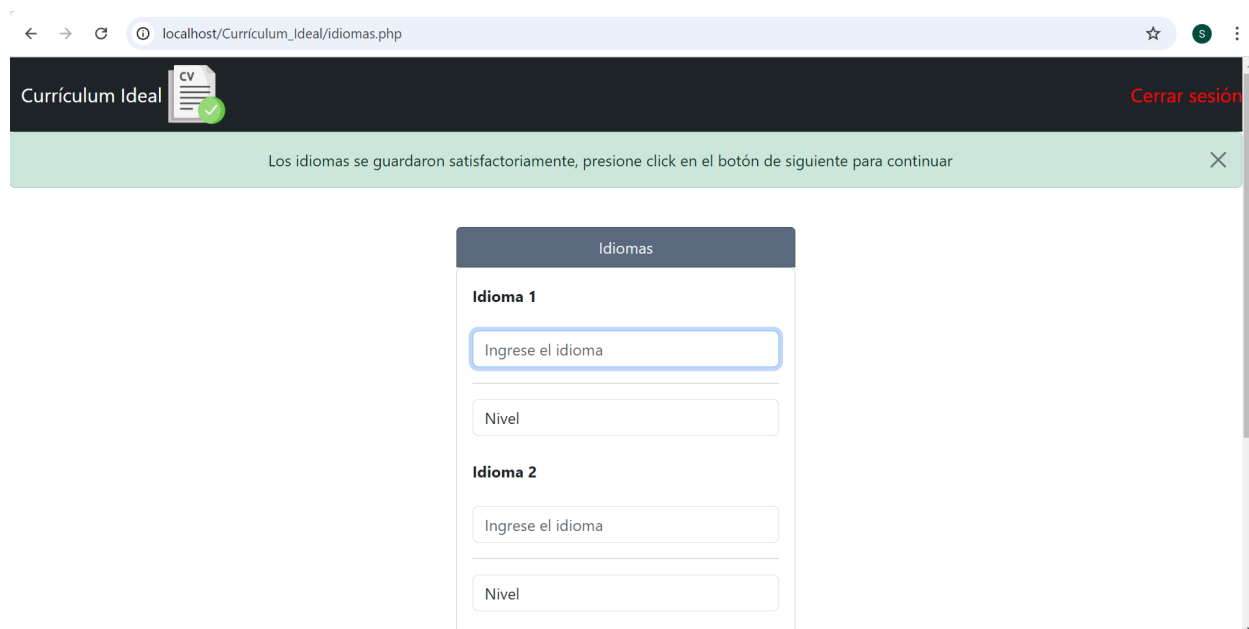 localhost/Currículum_Ideal/idiomas.php
S
Currículum Ideal
CV
Cerrar sesión
Los idiomas se guardaron satisfactoriamente, presione click en el botón de siguiente para continuar
Idiomas
Idioma 1
Ingrese el idioma
Nivel
Idioma 2
Ingrese el idioma
Nivel